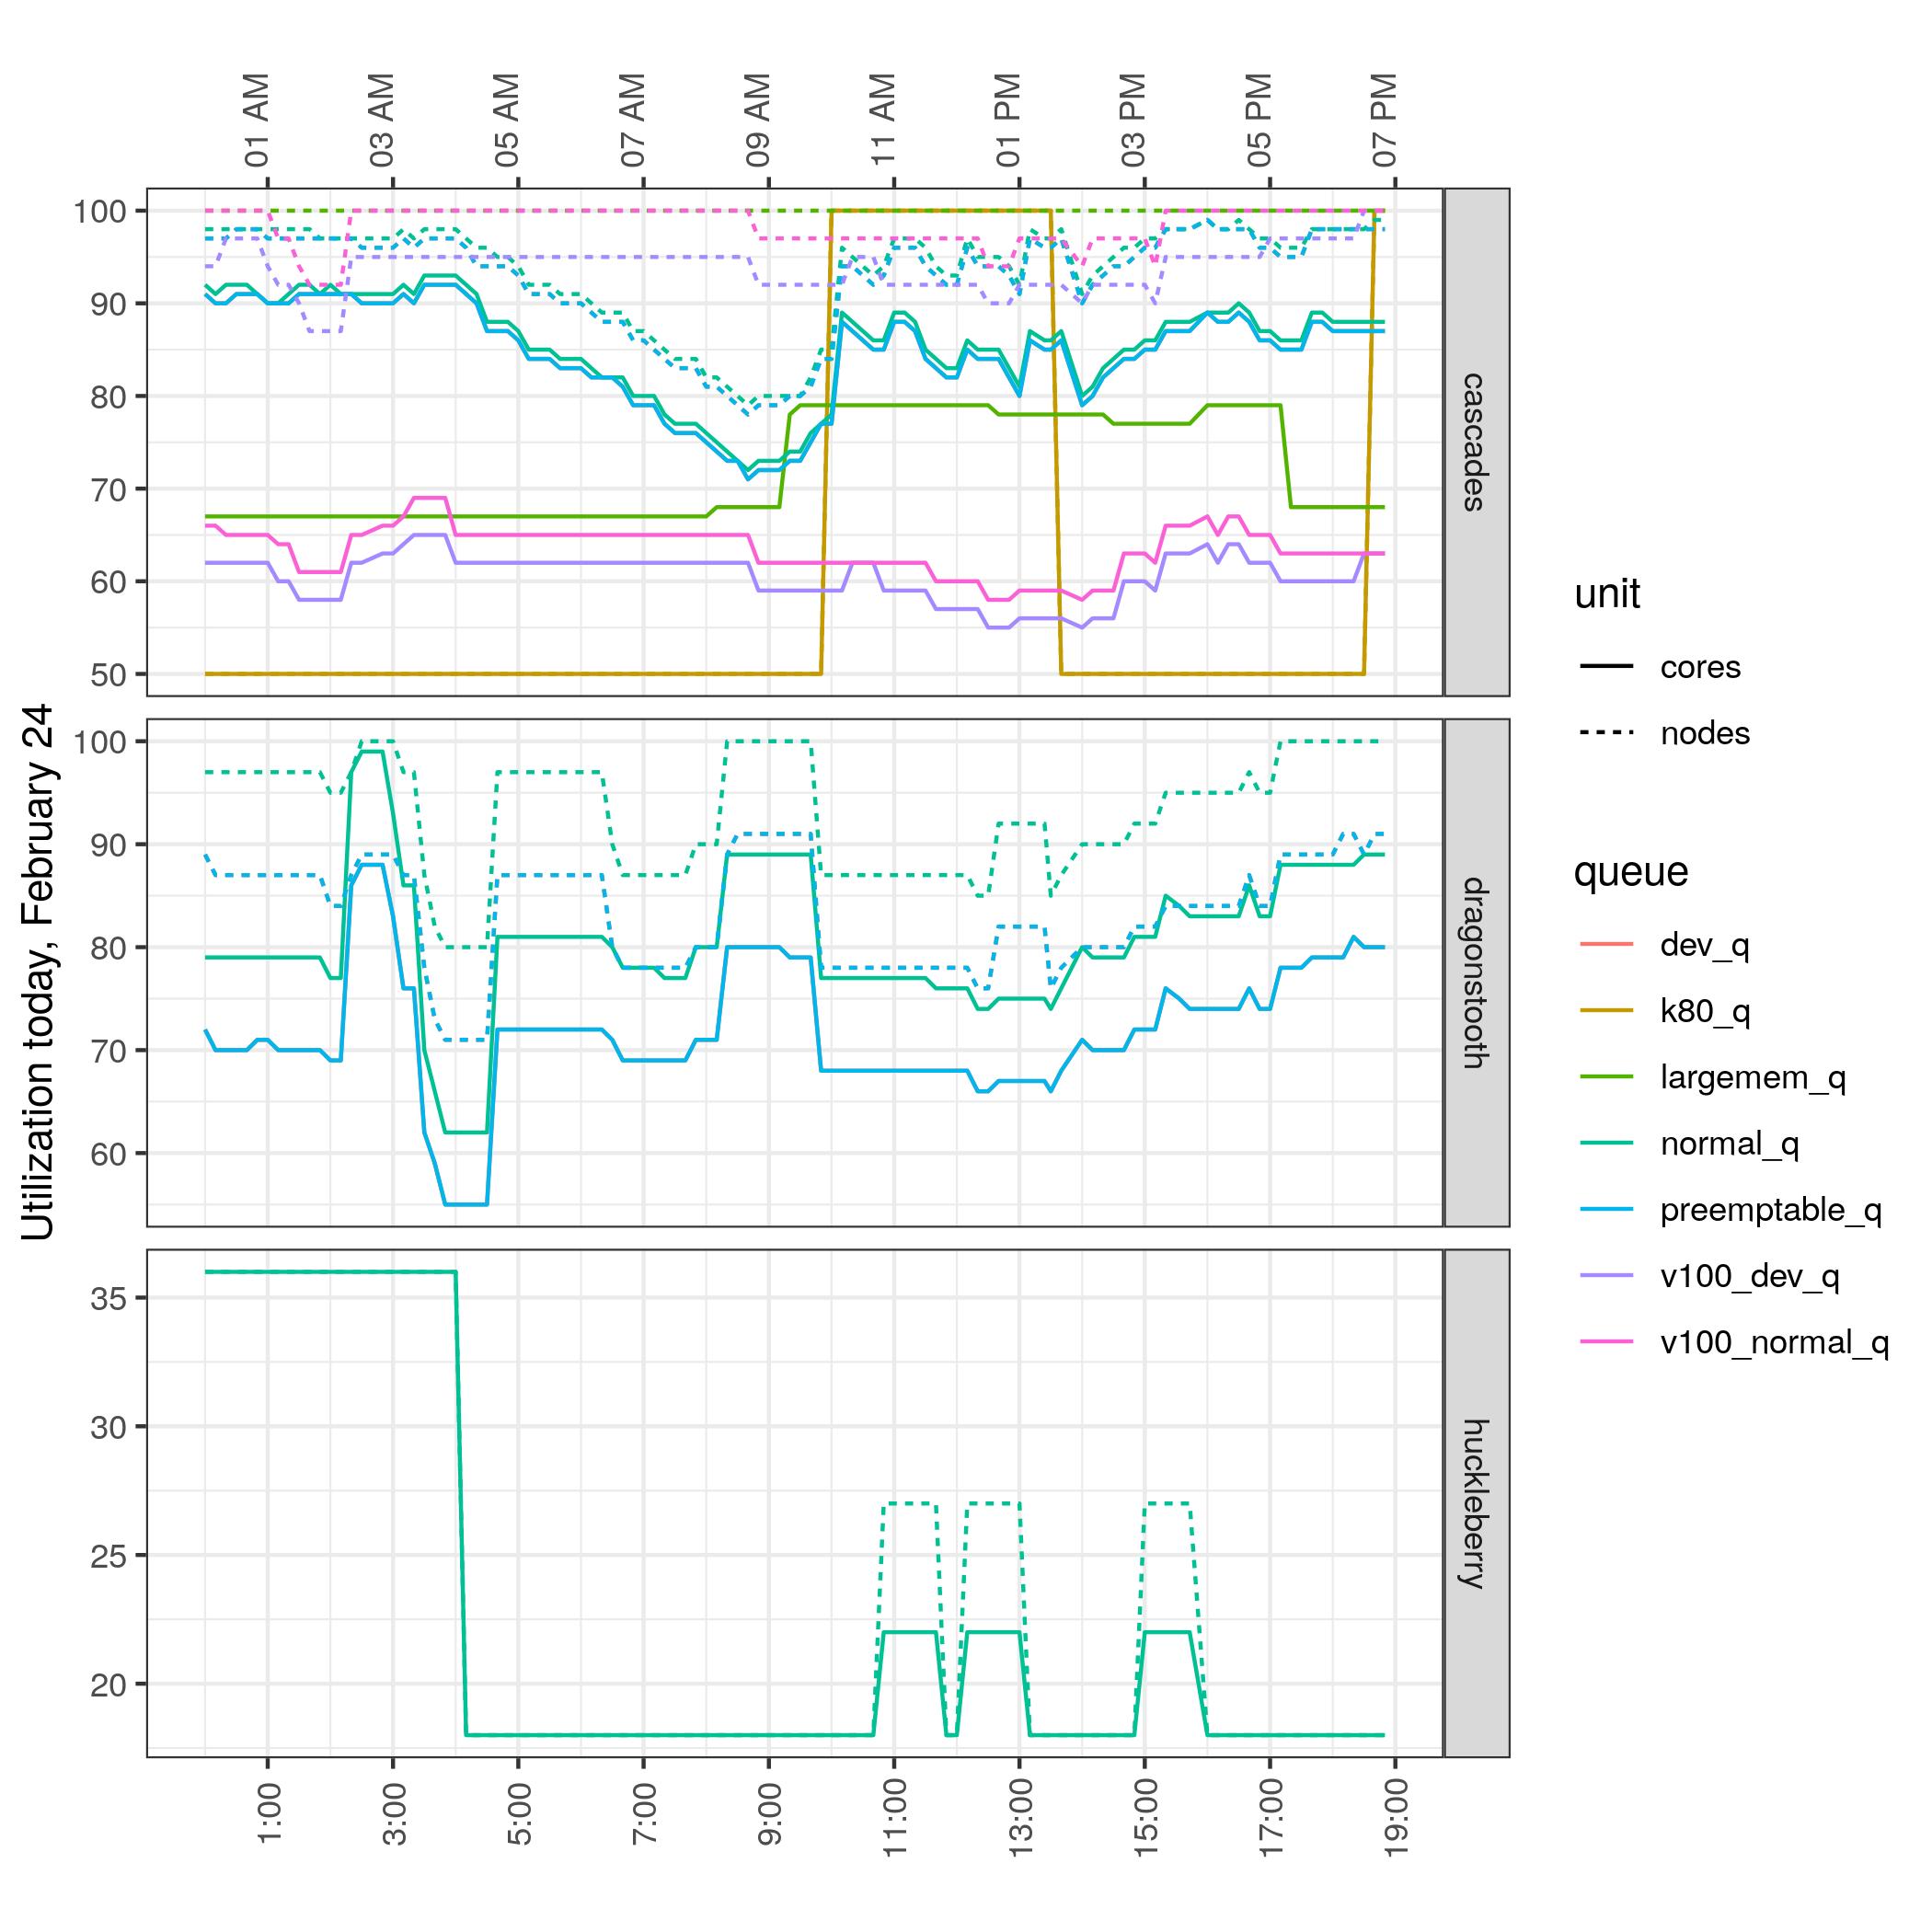 01 AM
03 AM
05 AM
07 AM
09 AM
11 AM
01 PM
03 PM
05 PM
07 PM
Utilization today, February 24
100
90
80
70
60
50
cascades
100
90
80
70
60
dragonstooth
35
30
25
20
huckleberry
1:00
3:00
5:00
7:00
9:00
11:00
13:00
15:00
17:00
19:00
unit
cores
nodes
queue
dev_q
k80_q
largemem_q
normal_q
preemptable_q
v100_dev_q
v100_normal_q